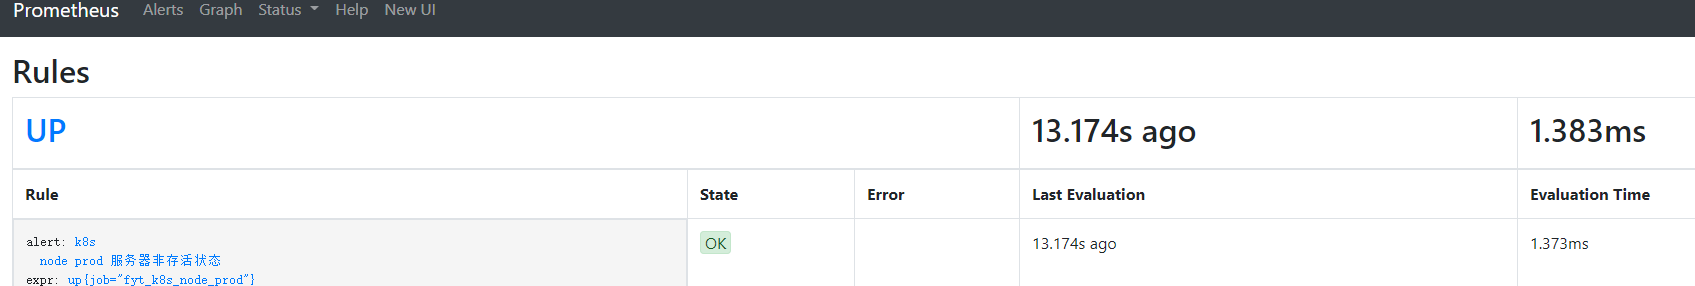 Prometheus Alerts Graph Status Help New UI
Rules
UP 13.174s ago 1.383ms
Rule State Error Last Evaluation Evaluation Time
alert: k8s OK 13.174s ago 1.373ms
node prod 服务器非存活状态
expr: up{job="fyt_k8s_node_prod"}